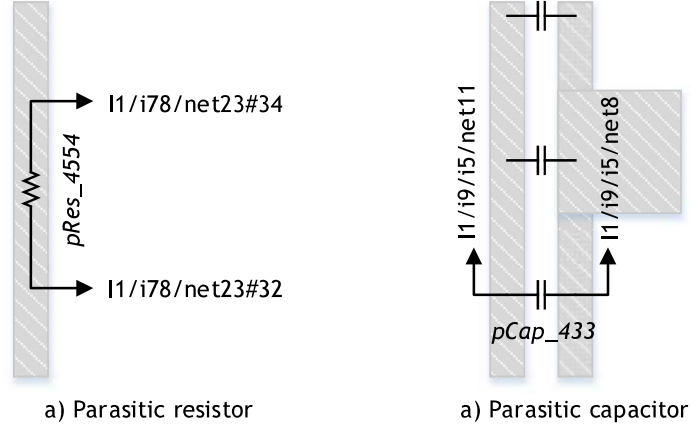 I1/i78/net23#34
pRes_4554
I1/i78/net23#32
a) Parasitic resistor
I1/i9/i5/net11
I1/i9/i5/net8
pCap_433
a) Parasitic capacitor